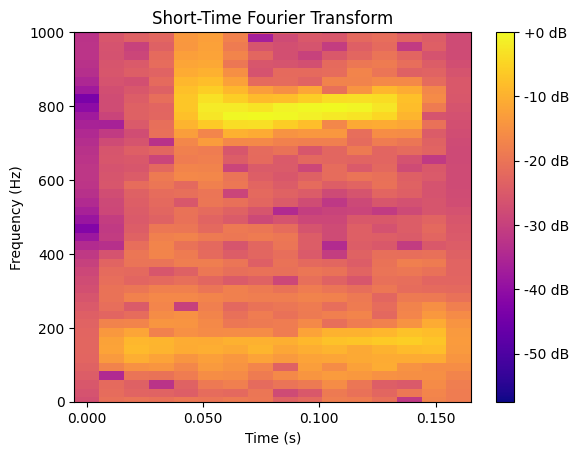 Short-Time Fourier Transform
1000
800
600
400
200
0
Frequency (Hz)
0.000
0.050
0.100
0.150
Time (s)
+0 dB
-10 dB
-20 dB
-30 dB
-40 dB
-50 dB